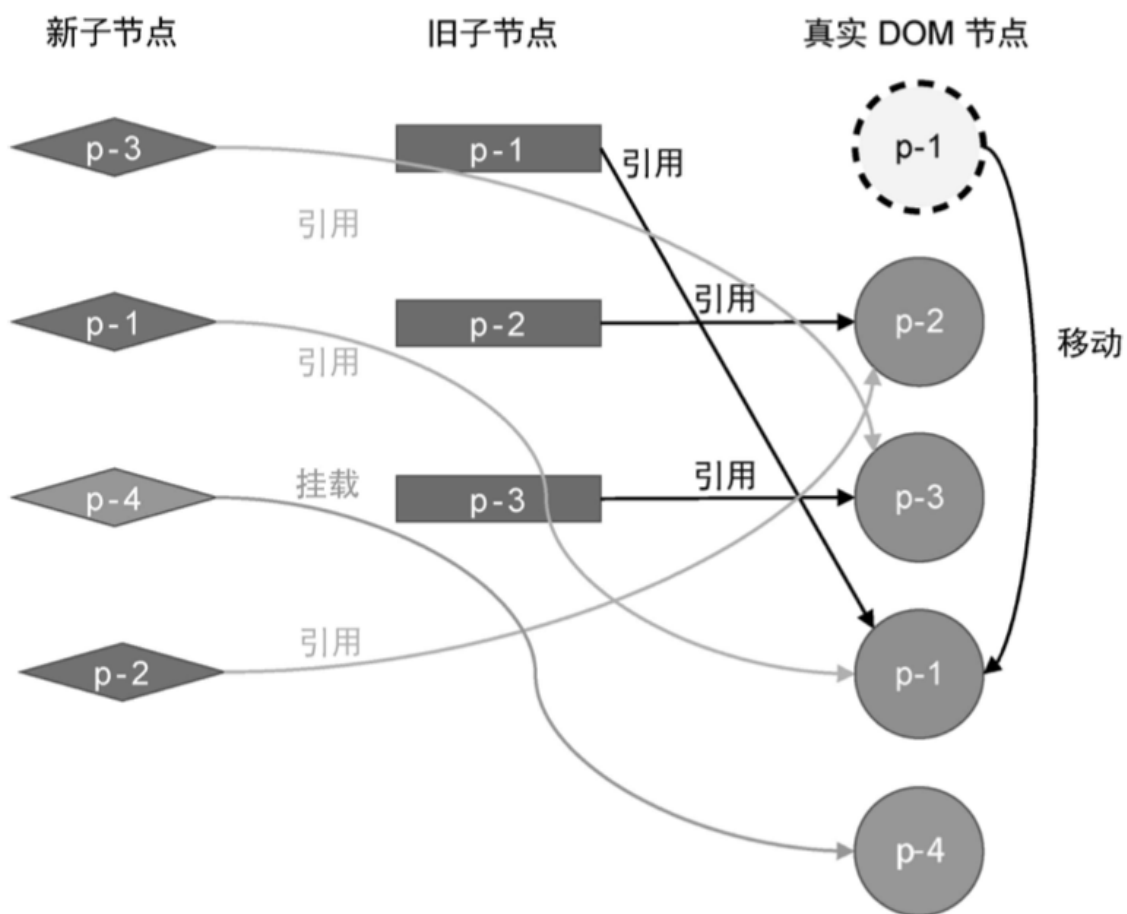 新子节点 旧子节点 真实 DOM 节点
p-3 p-1 p-1
引用
引用
p-1 p-2 引用 p-2
引用 移动
p-4 挂载 p-3 引用 p-3
p-2 引用 p-1
p-4